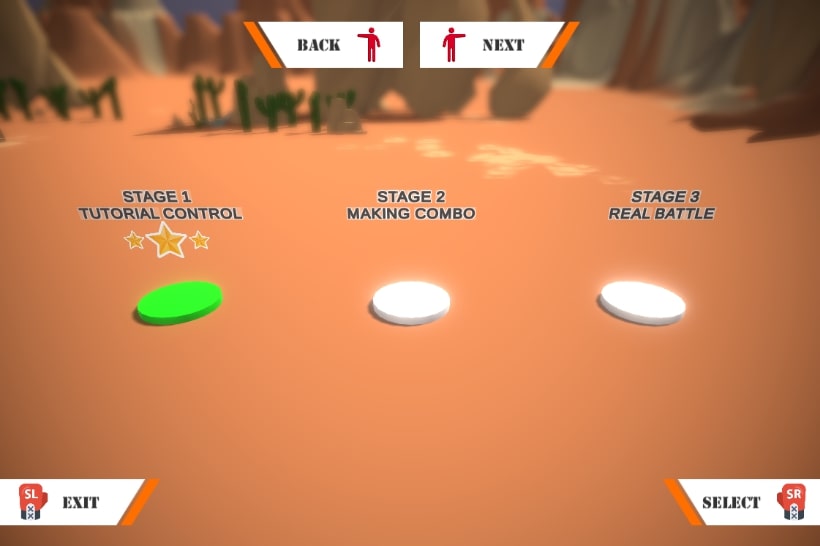 BACK
NEXT
STAGE 1
TUTORIAL CONTROL
STAGE 2
MAKING COMBO
STAGE 3
REAL BATTLE
SL
EXIT
SELECT
SR